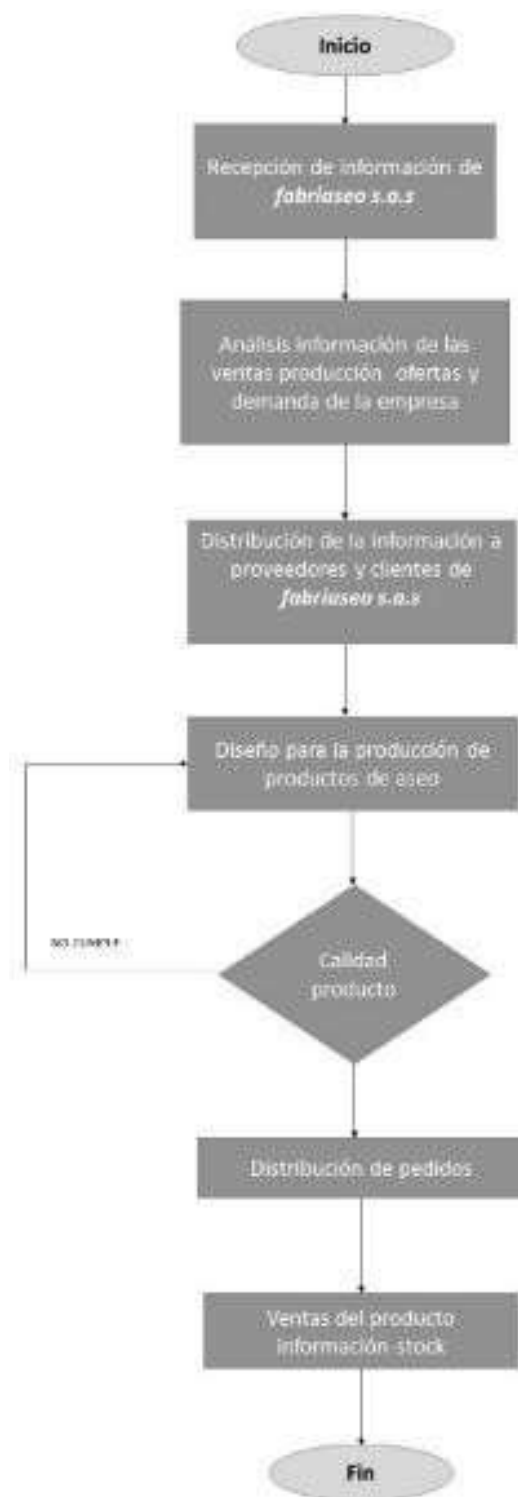 Inicio
Recepción de información de
fabriaseo s.a.s
Análisis información de las
ventas producción ofertas y
demanda de la empresa
Distribución de la información a
proveedores y clientes de
fabriaseo s.a.s
Diseño para la producción de
productos de aseo
NO CUMPLE
Calidad
producto
Distribución de pedidos
Ventas del producto
información stock
Fin